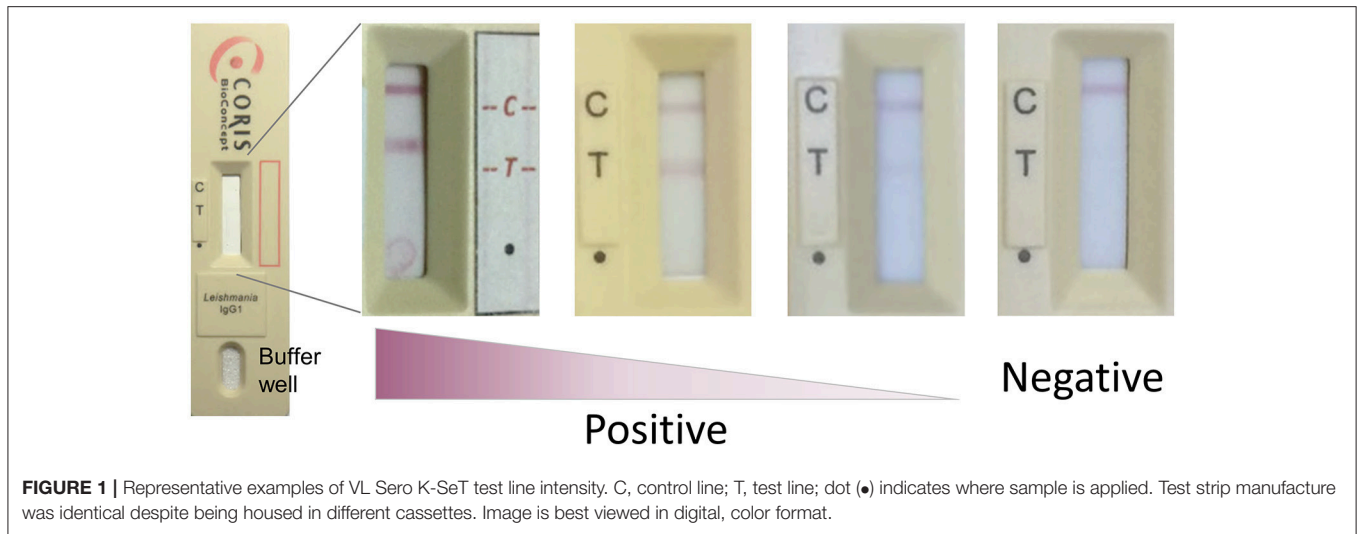 CORIS
BioConcept
C
T
•
Leishmania
IgG1
Buffer
well
--C--
--T--
•
C
T
•
C
T
•
C
T
•
Positive
Negative
FIGURE 1 | Representative examples of VL Sero K-SeT test line intensity. C, control line; T, test line; dot (•) indicates where sample is applied. Test strip manufacture
was identical despite being housed in different cassettes. Image is best viewed in digital, color format.